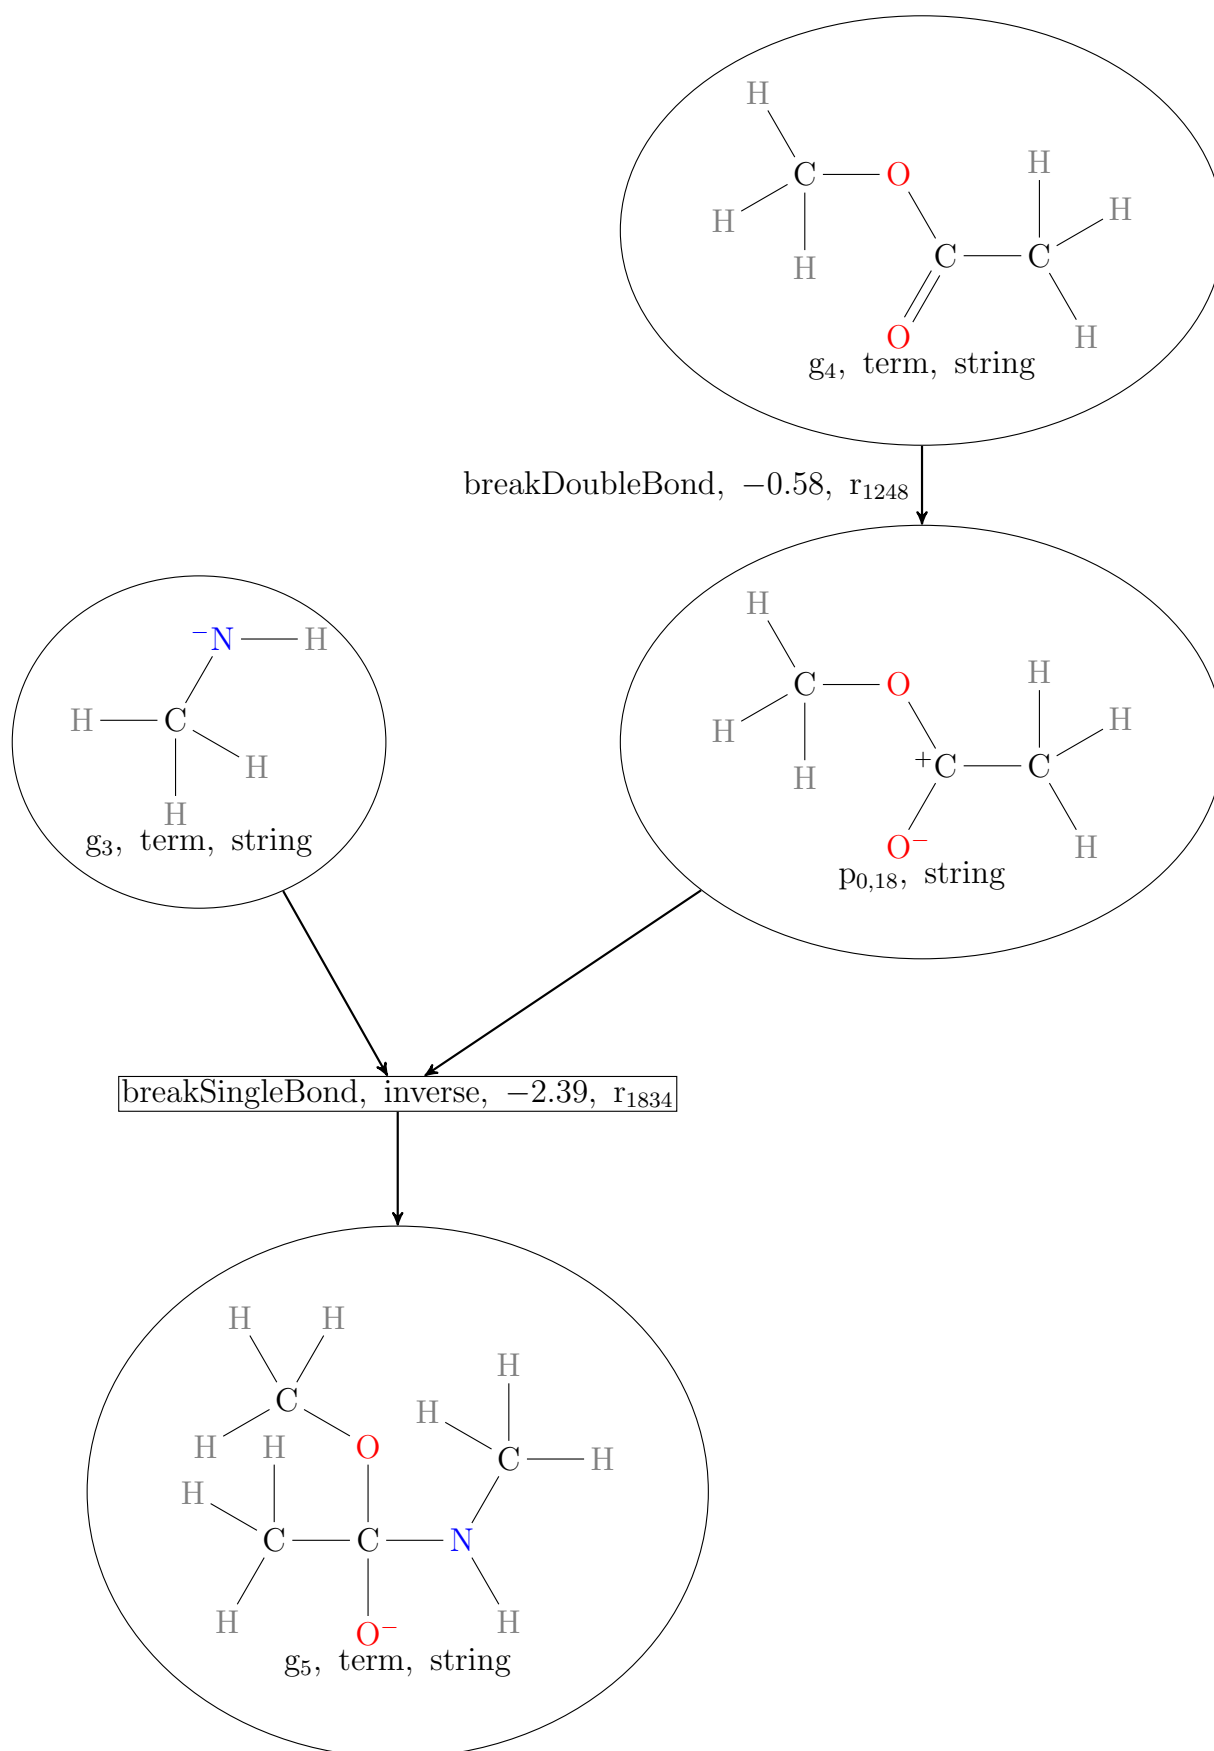 H
C O H H
H H
C C
O H
g₄, term, string
breakDoubleBond, −0.58, r₁₂₄₈
H
⁻N H H
C O H
H C H
H ⁺C C
H H
H O⁻ H
g₃, term, string
p₀,₁₈, string
breakSingleBond, inverse, −2.39, r₁₈₃₄
H H
H
C H
H H O C H
H
C C N
H H
O⁻
g₅, term, string